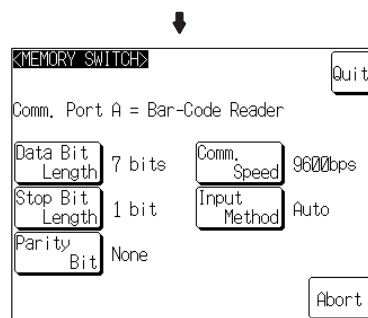 <MEMORY SWITCH>
Quit
Comm. Port A = Bar-Code Reader
Data Bit Length 7 bits
Comm. Speed 9600bps
Stop Bit Length 1 bit
Input Method Auto
Parity Bit None
Abort